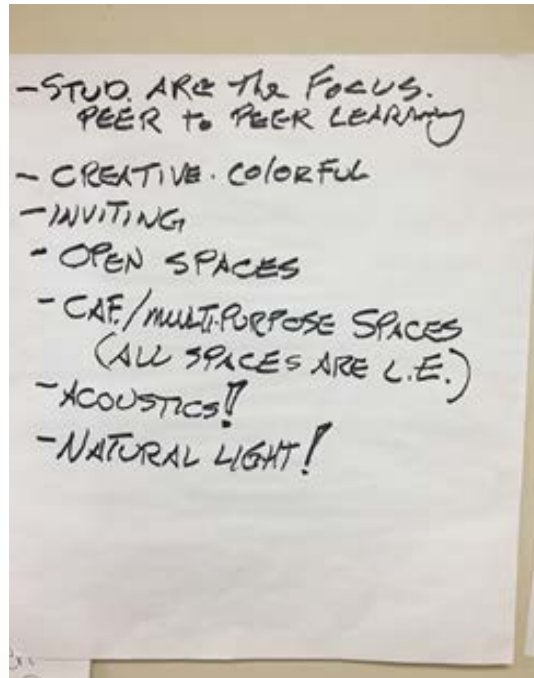 - STUD. ARE The FOCUS.
PEER to PEER LEARNING
- CREATIVE. COlORFUL
- INVITING
- OPEN SPACES
- CAF./MULTI-PURPOSE SPACES
(ALL SPACES ARE L.E.)
- ACOUSTICS!!
- NATURAL LIGHT!